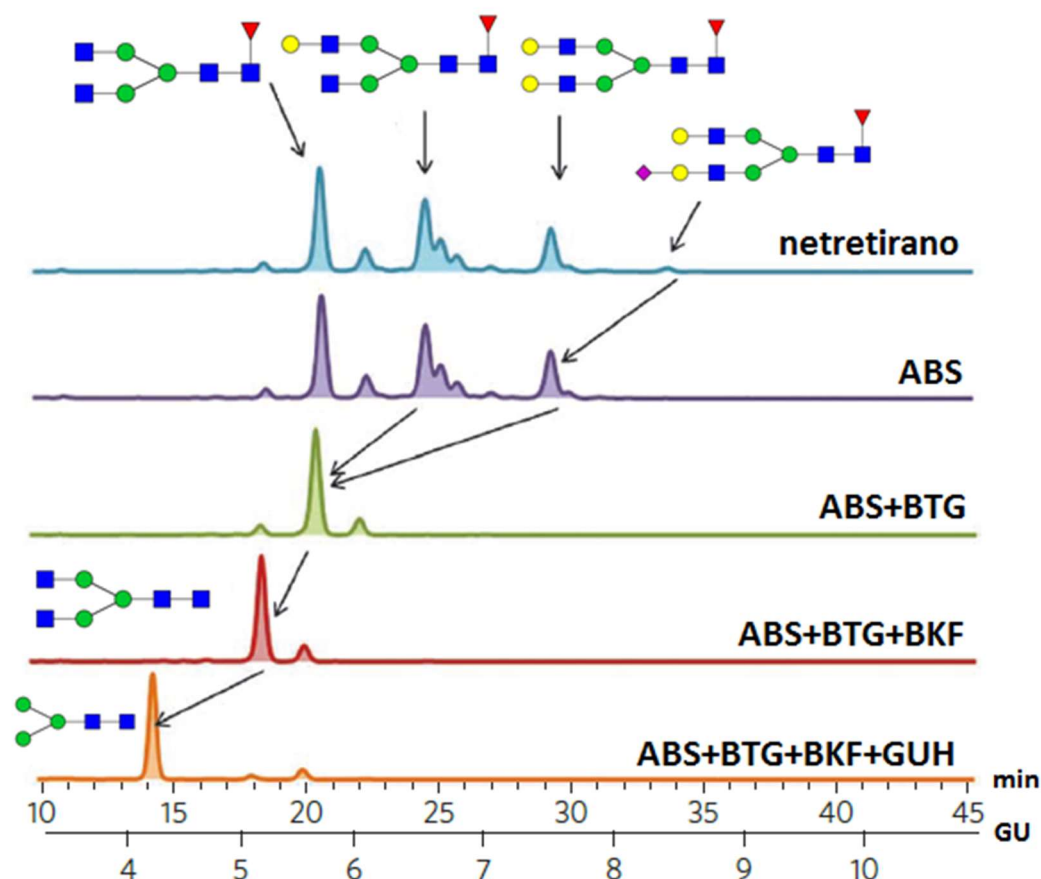 netretirano
ABS
ABS+BTG
ABS+BTG+BKF
ABS+BTG+BKF+GUH
min
10 15 20 25 30 35 40 45
GU
4 5 6 7 8 9 10